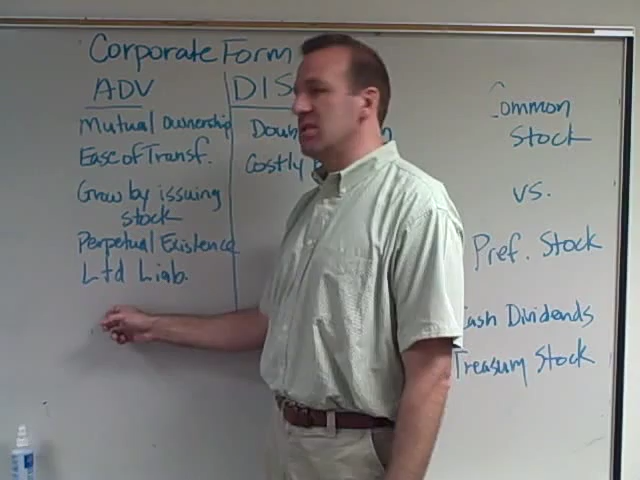 Corporate Form
ADV
DIS
Mutual Ownership
Ease of Transf.
Grow by issuing
stock
Perpetual Existence
Ltd Liab.
Costly
Common
Stock
vs.
Pref. Stock
Cash Dividends
Treasury Stock